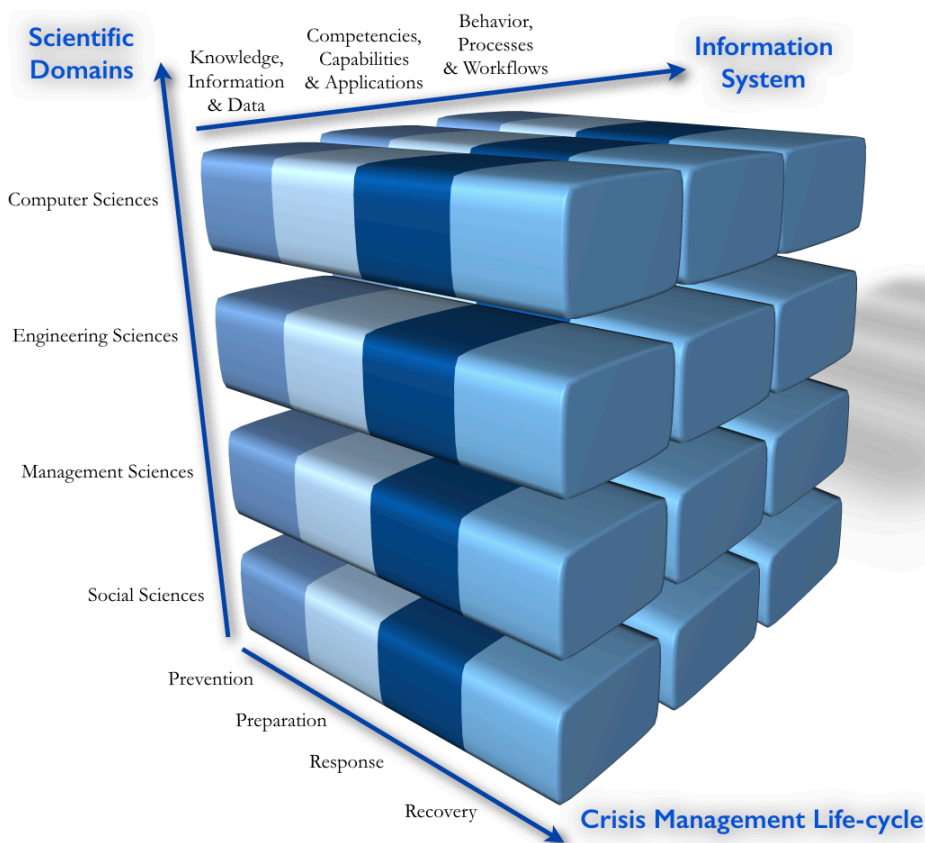 Scientific
Domains
Knowledge,
Information
& Data
Competencies,
Capabilities
& Applications
Behavior,
Processes
& Workflows
Information
System
Computer Sciences
Engineering Sciences
Management Sciences
Social Sciences
Prevention
Preparation
Response
Recovery
Crisis Management Life-cycle